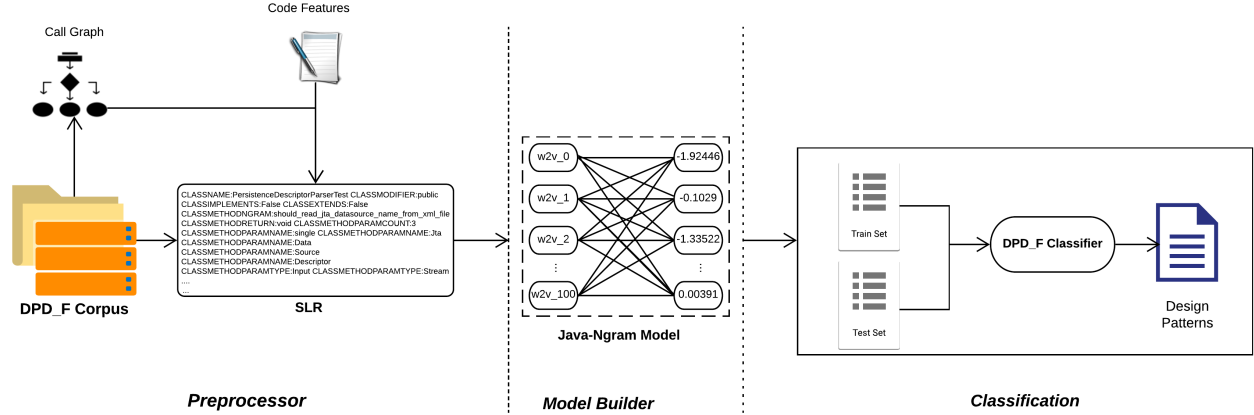 Code Features
Call Graph
CLASSNAME:PersistenceDescriptorParserTest CLASSMODIFIER:public
CLASSIMPLEMENTS:False CLASSEXTENDS:False
CLASSMETHODNGRAM:should_read_jta_datasource_name_from_xml_file
CLASSMETHODRETURN:void CLASSMETHODPARAMCOUNT:3
CLASSMETHODPARAMNAME:single CLASSMETHODPARAMNAME:Jta
CLASSMETHODPARAMNAME:Data
CLASSMETHODPARAMNAME:Source
CLASSMETHODPARAMNAME:Descriptor
CLASSMETHODPARAMTYPE:Input CLASSMETHODPARAMTYPE:Stream
....
...
DPD_F Corpus
SLR
Preprocessor
w2v_0
w2v_1
w2v_2
⋮
w2v_100
-1.92446
-0.1029
-1.33522
⋮
0.00391
Java-Ngram Model
Model Builder
Train Set
Test Set
DPD_F Classifier
Design
Patterns
Classification